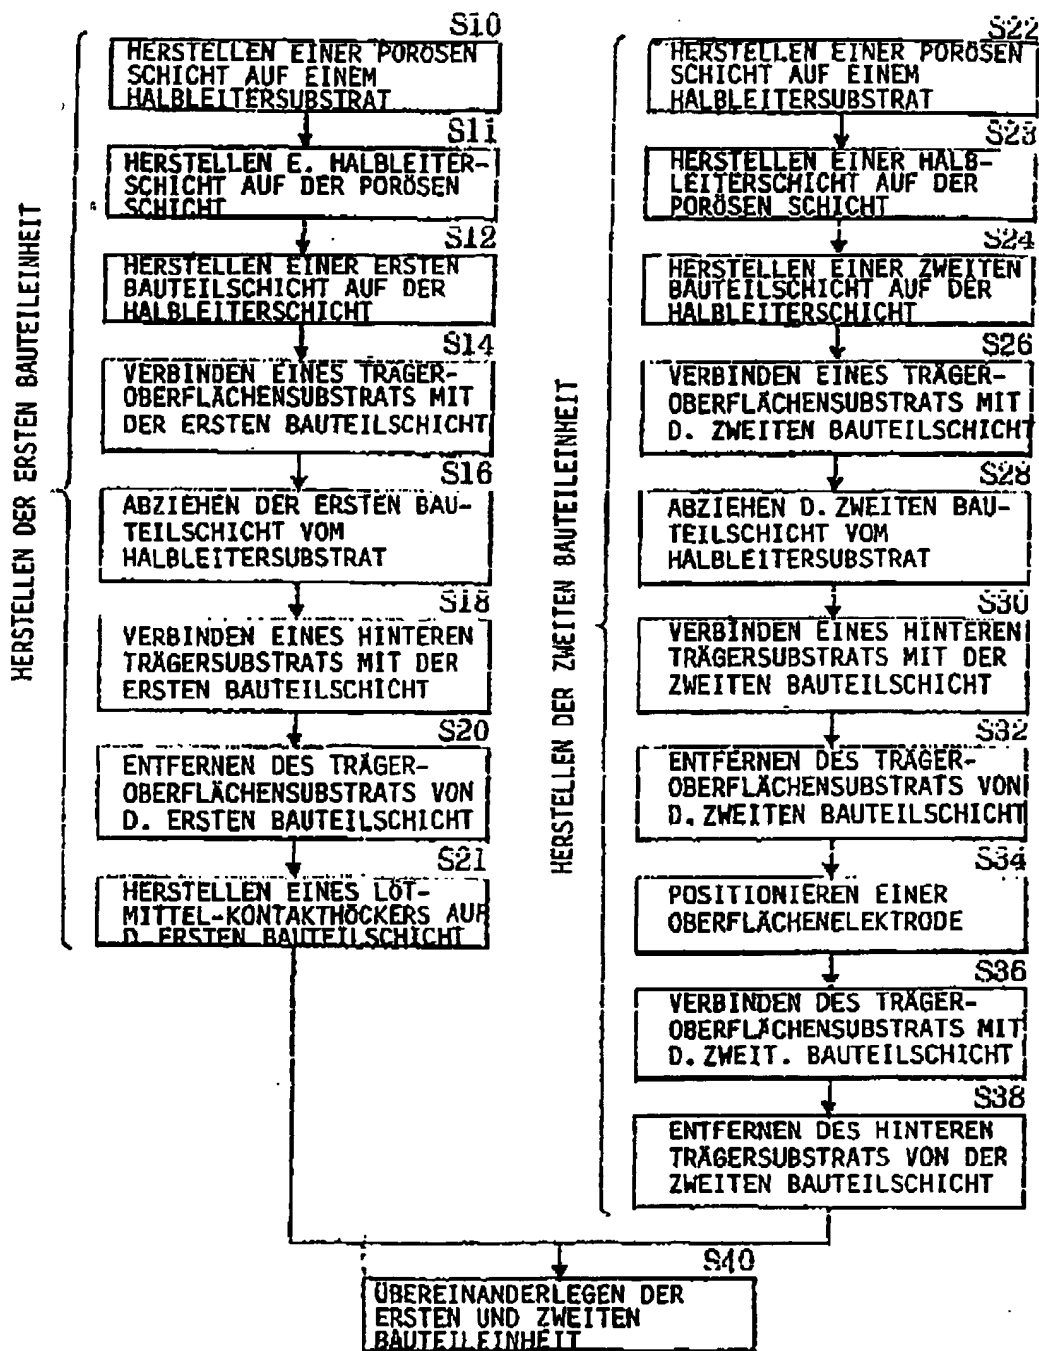 HERSTELLEN DER ERSTEN BAUTEILEINHEIT
S10
HERSTELLEN EINER PORÖSEN
SCHICHT AUF EINEM
HALBLEITERSUBSTRAT
S11
HERSTELLEN E. HALBLEITER-
SCHICHT AUF DER PORÖSEN
SCHICHT
S12
HERSTELLEN EINER ERSTEN
BAUTEILSCHICHT AUF DER
HALBLEITERSCHICHT
S14
VERBINDEN EINES TRÄGER-
OBERFLÄCHENSUBSTRATS MIT
DER ERSTEN BAUTEILSCHICHT
S16
ABZIEHEN DER ERSTEN BAU-
TEILSCHICHT VOM
HALBLEITERSUBSTRAT
S18
VERBINDEN EINES HINTEREN
TRÄGERSUBSTRATS MIT DER
ERSTEN BAUTEILSCHICHT
S20
ENTFERNEN DES TRÄGER-
OBERFLÄCHENSUBSTRATS VON
D. ERSTEN BAUTEILSCHICHT
S21
HERSTELLEN EINES LÖT-
MITTEL-KONTAKTHÖCKERS AUF
D. ERSTEN BAUTEILSCHICHT
HERSTELLEN DER ZWEITEN BAUTEILEINHEIT
S22
HERSTELLEN EINER PORÖSEN
SCHICHT AUF EINEM
HALBLEITERSUBSTRAT
S23
HERSTELLEN EINER HALB-
LEITERSCHICHT AUF DER
PORÖSEN SCHICHT
S24
HERSTELLEN EINER ZWEITEN
BAUTEILSCHICHT AUF DER
HALBLEITERSCHICHT
S26
VERBINDEN EINES TRÄGER-
OBERFLÄCHENSUBSTRATS MIT
D. ZWEITEN BAUTEILSCHICHT
S28
ABZIEHEN D. ZWEITEN BAU-
TEILSCHICHT VOM
HALBLEITERSUBSTRAT
S30
VERBINDEN EINES HINTEREN
TRÄGERSUBSTRATS MIT DER
ZWEITEN BAUTEILSCHICHT
S32
ENTFERNEN DES TRÄGER-
OBERFLÄCHENSUBSTRATS VON
D. ZWEITEN BAUTEILSCHICHT
S34
POSITIONIEREN EINER
OBERFLÄCHENELEKTRODE
S36
VERBINDEN DES TRÄGER-
OBERFLÄCHENSUBSTRATS MIT
D. ZWEIT. BAUTEILSCHICHT
S38
ENTFERNEN DES HINTEREN
TRÄGERSUBSTRATS VON DER
ZWEITEN BAUTEILSCHICHT
S40
ÜBEREINANDERLEGEN DER
ERSTEN UND ZWEITEN
BAUTEILEINHEIT